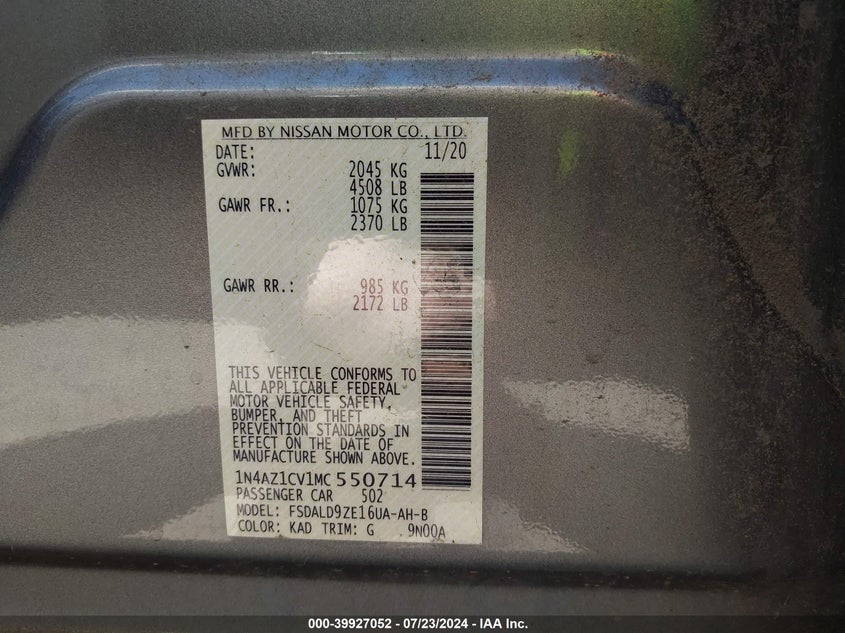 MFD BY NISSAN MOTOR CO., LTD.
DATE: 11/20
GVWR: 2045 KG
4508 LB
GAWR FR.: 1075 KG
2370 LB
GAWR RR.: 985 KG
2172 LB
THIS VEHICLE CONFORMS TO
ALL APPLICABLE FEDERAL
MOTOR VEHICLE SAFETY,
BUMPER, AND THEFT
PREVENTION STANDARDS IN
EFFECT ON THE DATE OF
MANUFACTURE SHOWN ABOVE.
1N4AZ1CV1MC550714
PASSENGER CAR 502
MODEL: FSDALD9ZE16UA-AH-B
COLOR: KAD TRIM: G 9N00A
000-39927052 - 07/23/2024 - IAA Inc.